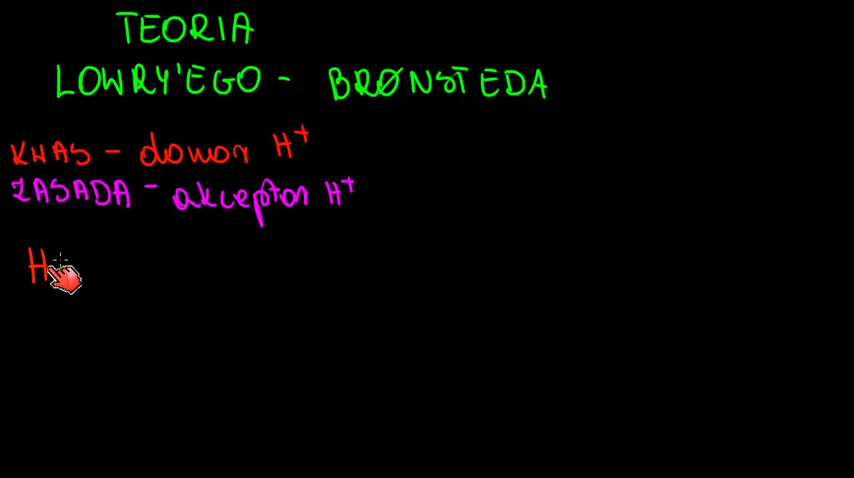 TEORIA
LOWRY'EGO - BRØNSTEDA
KWAS - donor H⁺
ZASADA - akceptor H⁺
H